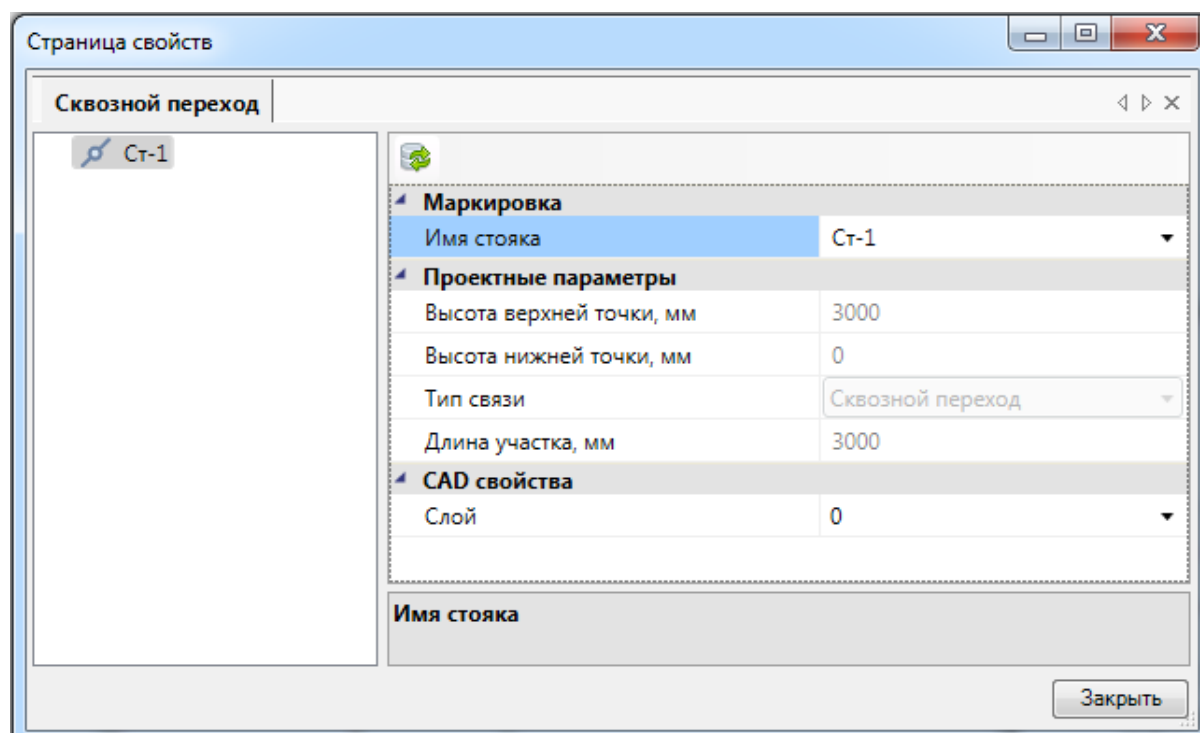 Страница свойств
Сквозной переход
Ст-1
Маркировка
Имя стояка Ст-1
Проектные параметры
Высота верхней точки, мм 3000
Высота нижней точки, мм 0
Тип связи Сквозной переход
Длина участка, мм 3000
CAD свойства
Слой 0
Имя стояка
Закрыть